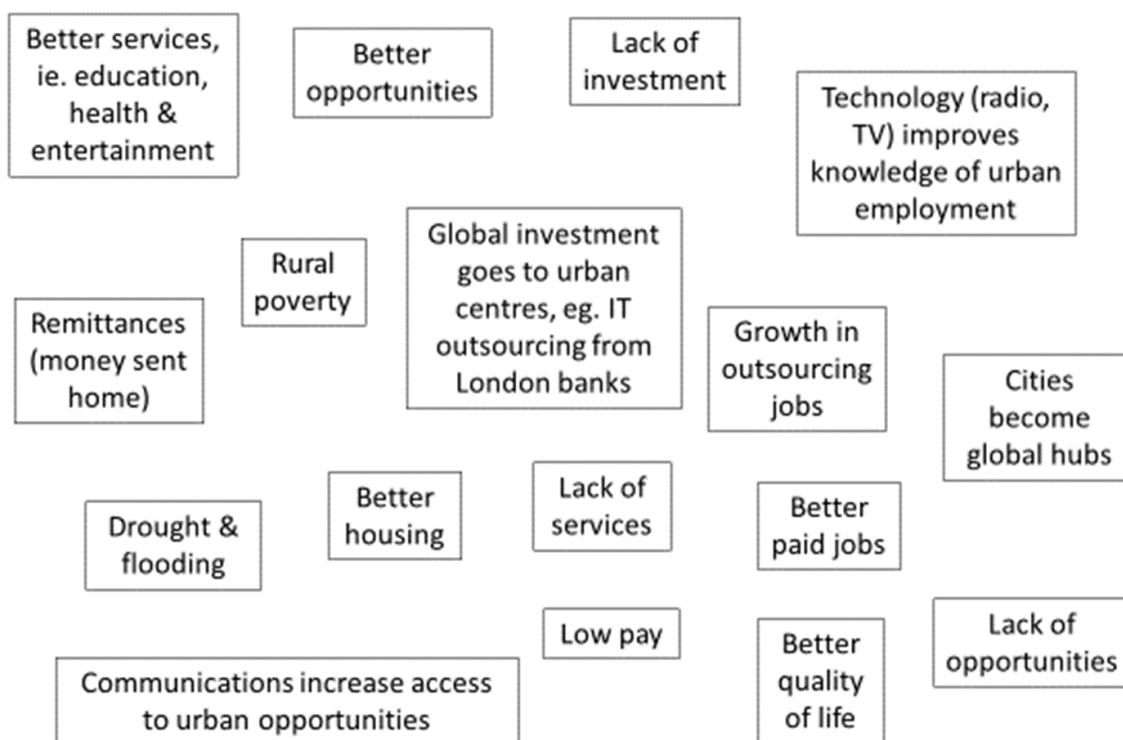 Better services,
ie. education,
health &
entertainment
Better
opportunities
Lack of
investment
Technology (radio,
TV) improves
knowledge of urban
employment
Rural
poverty
Global investment
goes to urban
centres, eg. IT
outsourcing from
London banks
Remittances
(money sent
home)
Growth in
outsourcing
jobs
Cities
become
global hubs
Drought &
flooding
Better
housing
Lack of
services
Better
paid jobs
Low pay
Communications increase access
to urban opportunities
Better
quality
of life
Lack of
opportunities